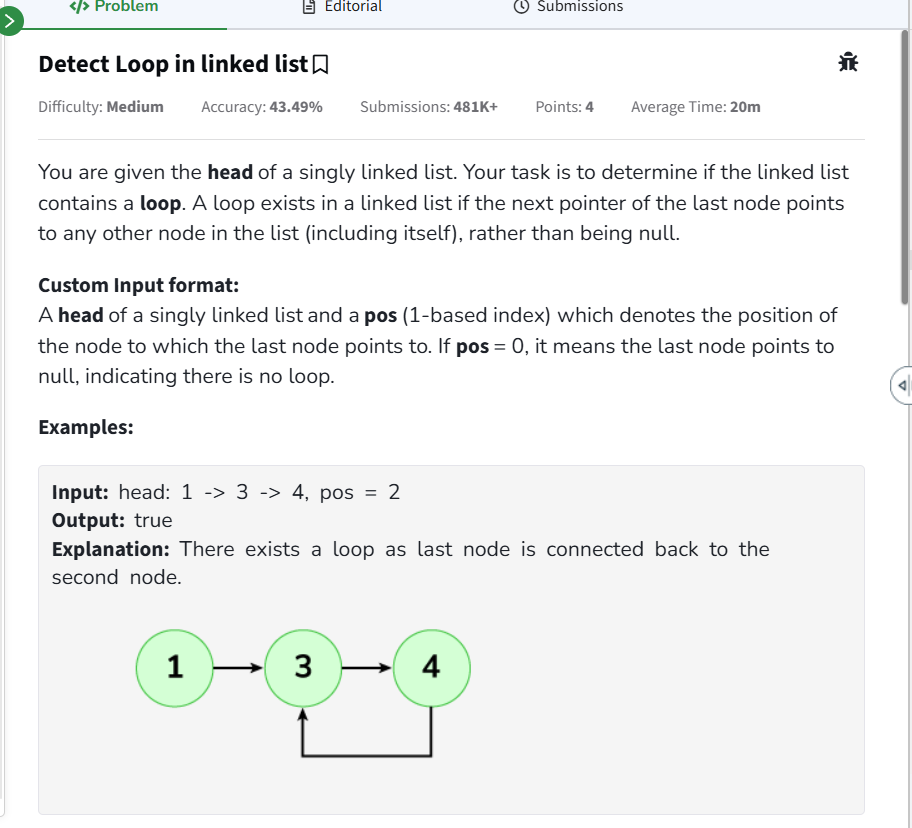 </> Problem Editorial Submissions
Detect Loop in linked list
Difficulty: Medium Accuracy: 43.49% Submissions: 481K+ Points: 4 Average Time: 20m
You are given the head of a singly linked list. Your task is to determine if the linked list
contains a loop. A loop exists in a linked list if the next pointer of the last node points
to any other node in the list (including itself), rather than being null.
Custom Input format:
A head of a singly linked list and a pos (1-based index) which denotes the position of
the node to which the last node points to. If pos = 0, it means the last node points to
null, indicating there is no loop.
Examples:
Input: head: 1 -> 3 -> 4, pos = 2
Output: true
Explanation: There exists a loop as last node is connected back to the
second node.
1 3 4